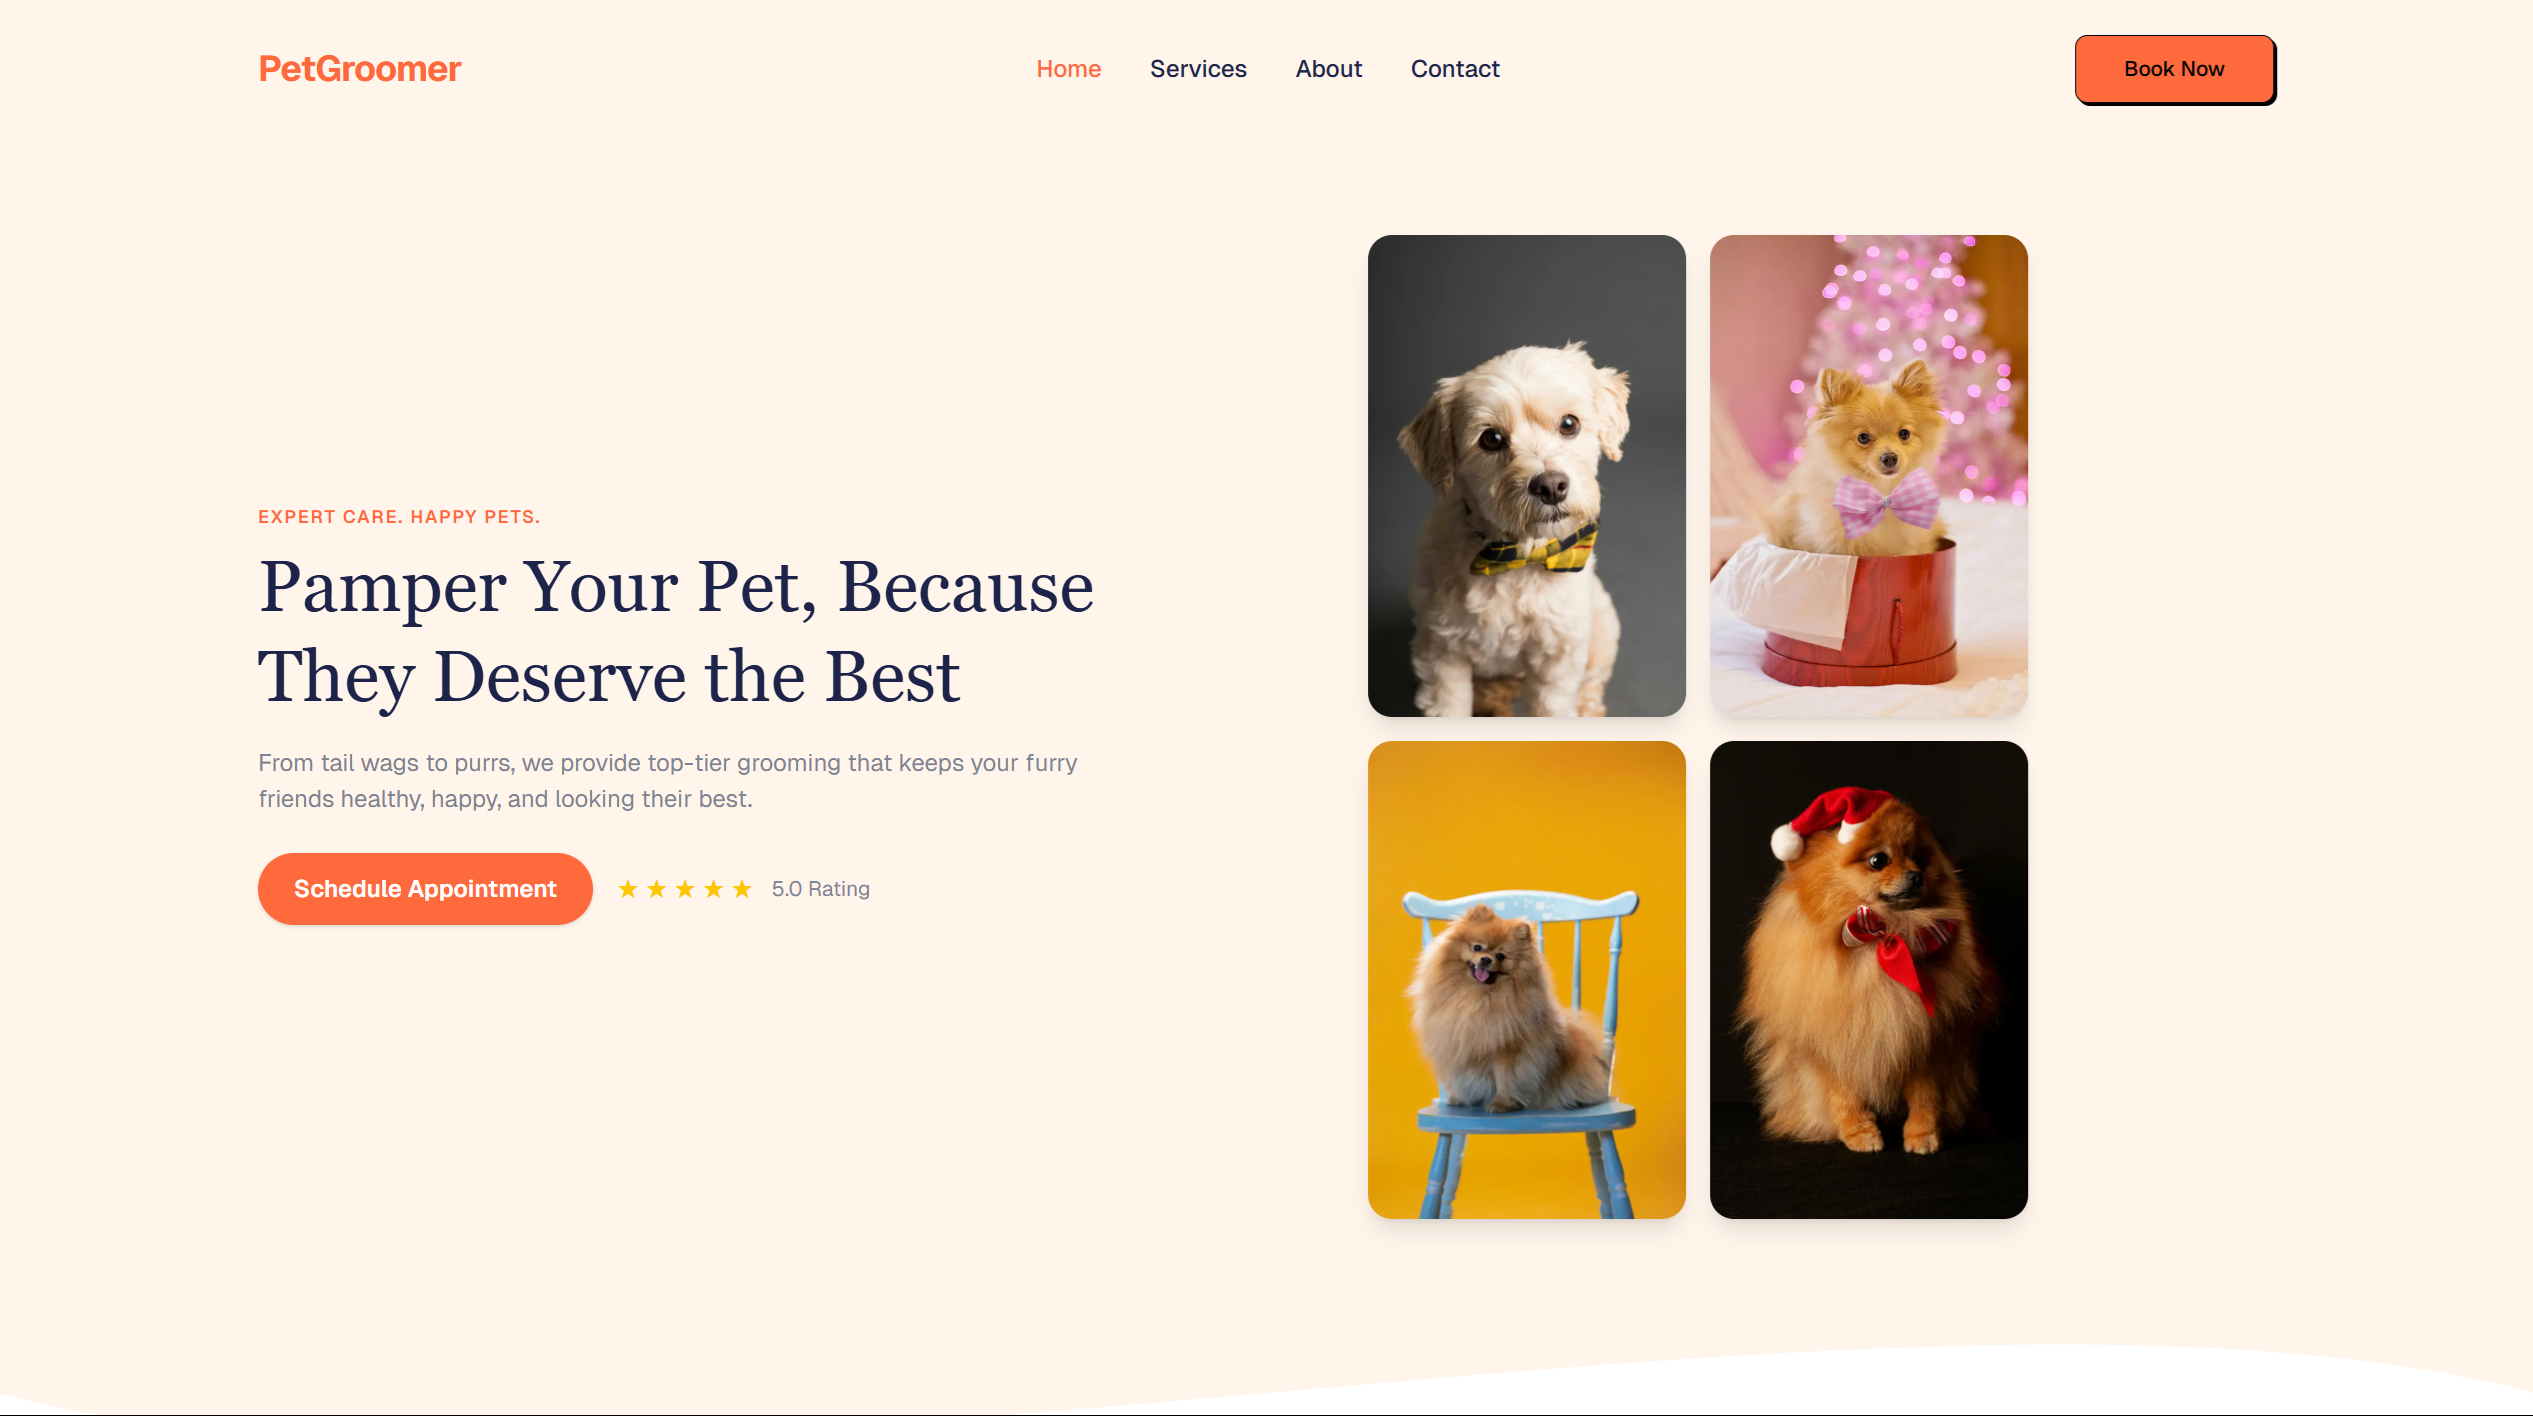 PetGroomer
Home
Services
About
Contact
Book Now
EXPERT CARE. HAPPY PETS.
Pamper Your Pet, Because
They Deserve the Best
From tail wags to purrs, we provide top-tier grooming that keeps your furry
friends healthy, happy, and looking their best.
Schedule Appointment
★ ★ ★ ★ ★ 5.0 Rating